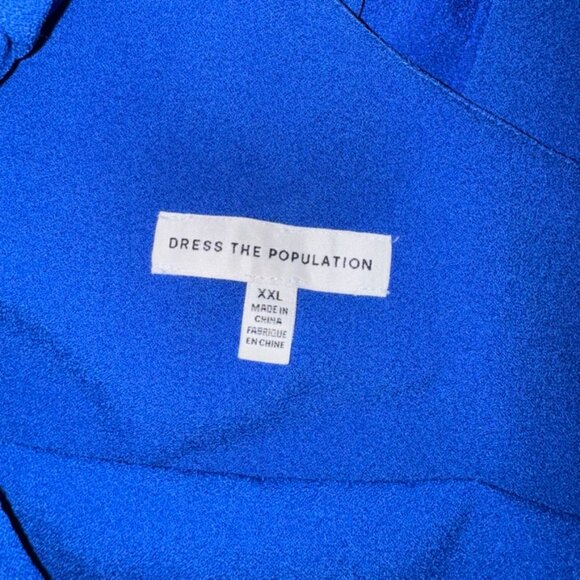 DRESS THE POPULATION
XXL
MADE IN
CHINA
FABRIQUE
EN CHINE